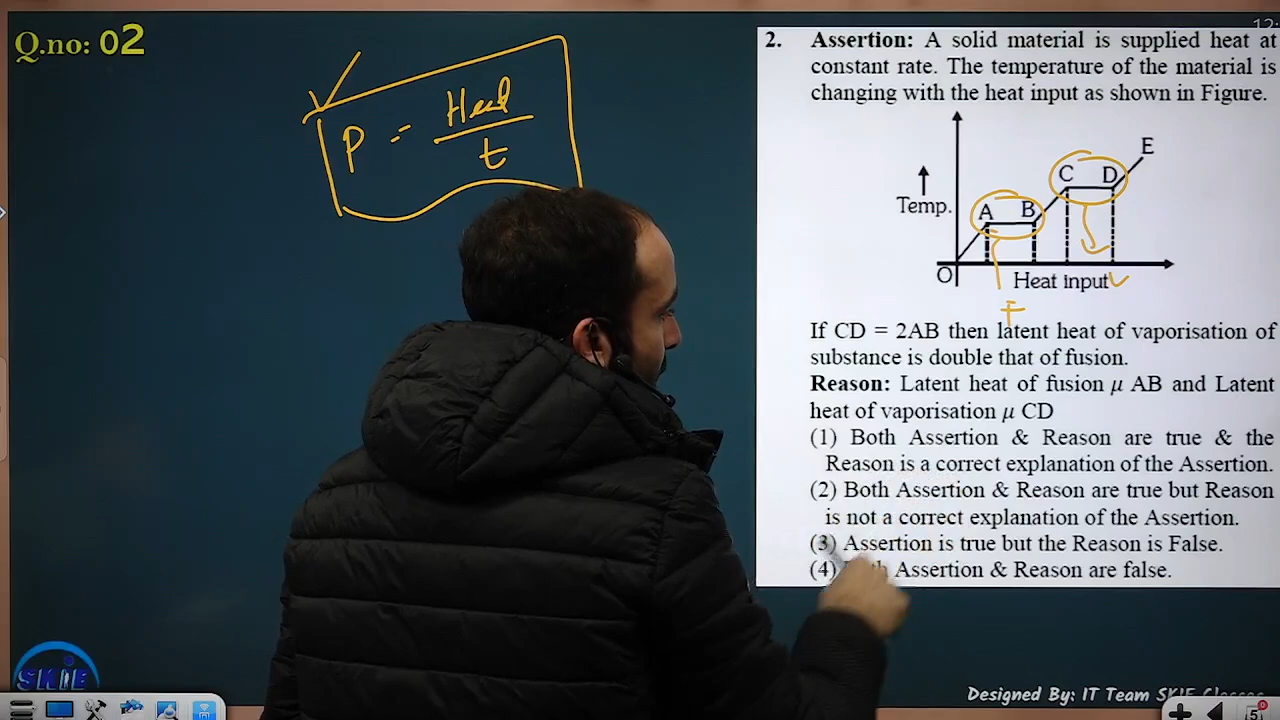 Q.no: 02
P = Heat
t
2. Assertion: A solid material is supplied heat at
constant rate. The temperature of the material is
changing with the heat input as shown in Figure.
E
C D
Temp.
A B
O Heat input
F
If CD = 2AB then latent heat of vaporisation of
substance is double that of fusion.
Reason: Latent heat of fusion μ AB and Latent
heat of vaporisation μ CD
(1) Both Assertion & Reason are true & the
Reason is a correct explanation of the Assertion.
(2) Both Assertion & Reason are true but Reason
is not a correct explanation of the Assertion.
(3) Assertion is true but the Reason is False.
(4) Assertion & Reason are false.
SKIE
Designed By: IT Team SKIE Classes
5